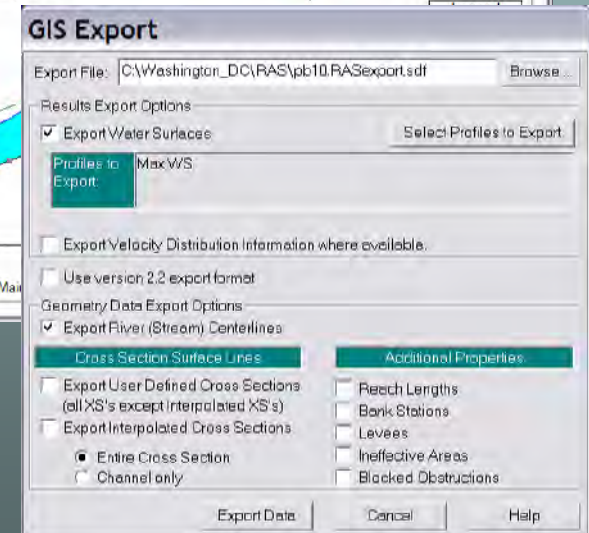 GIS Export
Export File: C:\Washington_DC\RAS\pb10.RASexport.sdf Browse...
Results Export Options
Export Water Surfaces Select Profiles to Export
Profiles to Export: Max WS
Export Velocity Distribution Information where available.
Use version 2.2 export format
Mai
Geometry Data Export Options
Export River (Stream) Centerlines
Cross Section Surface Lines Additional Properties
Export User Defined Cross Sections
(all XS's except Interpolated XS's)
Export Interpolated Cross Sections
Entire Cross Section
Channel only
Reach Lengths
Bank Stations
Levees
Ineffective Areas
Blocked Obstructions
Export Data Cancel Help